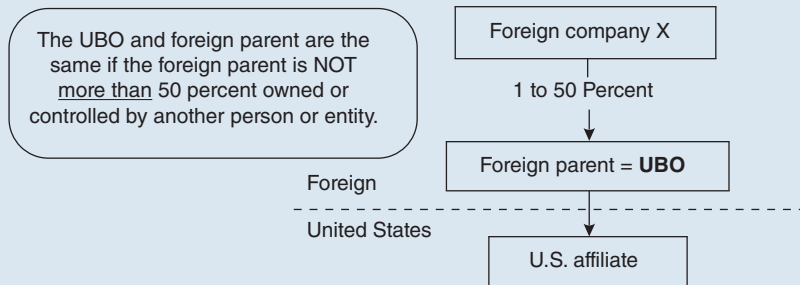 The UBO and foreign parent are the
same if the foreign parent is NOT
more than 50 percent owned or
controlled by another person or entity.
Foreign company X
1 to 50 Percent
Foreign parent = UBO
Foreign
United States
U.S. affiliate